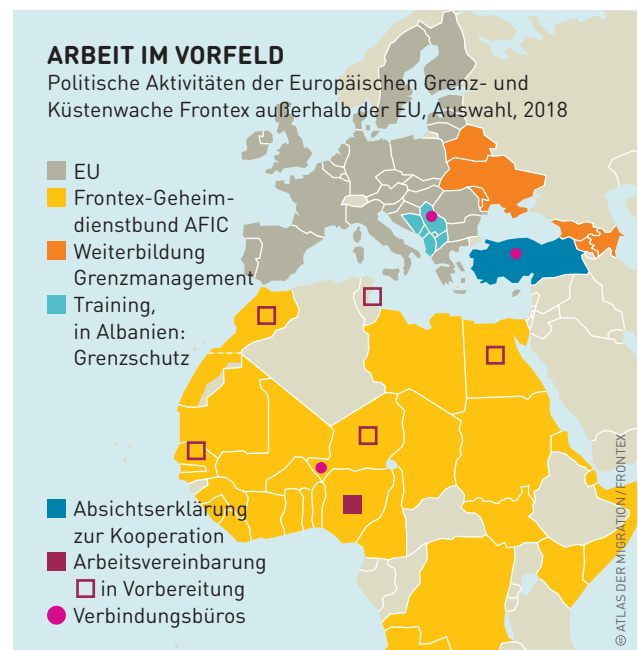 ARBEIT IM VORFELD
Politische Aktivitäten der Europäischen Grenz- und
Küstenwache Frontex außerhalb der EU, Auswahl, 2018
EU
Frontex-Geheim-
dienstbund AFIC
Weiterbildung
Grenzmanagement
Training,
in Albanien:
Grenzschutz
Absichtserklärung
zur Kooperation
Arbeitsvereinbarung
in Vorbereitung
Verbindungsbüros
ATLAS DER MIGRATION / FRONTEX